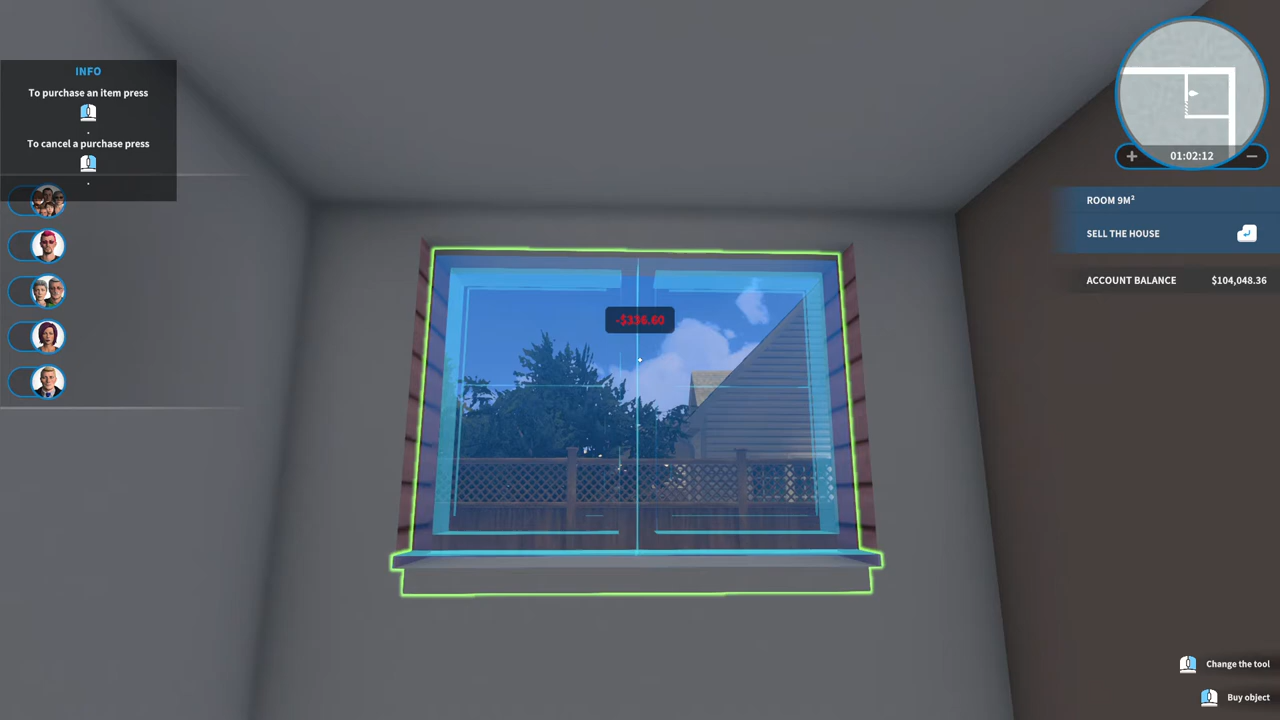 INFO
To purchase an item press
.
To cancel a purchase press
.
-$336.60
01:02:12
ROOM 9M²
SELL THE HOUSE
ACCOUNT BALANCE $104,048.36
Change the tool
Buy object